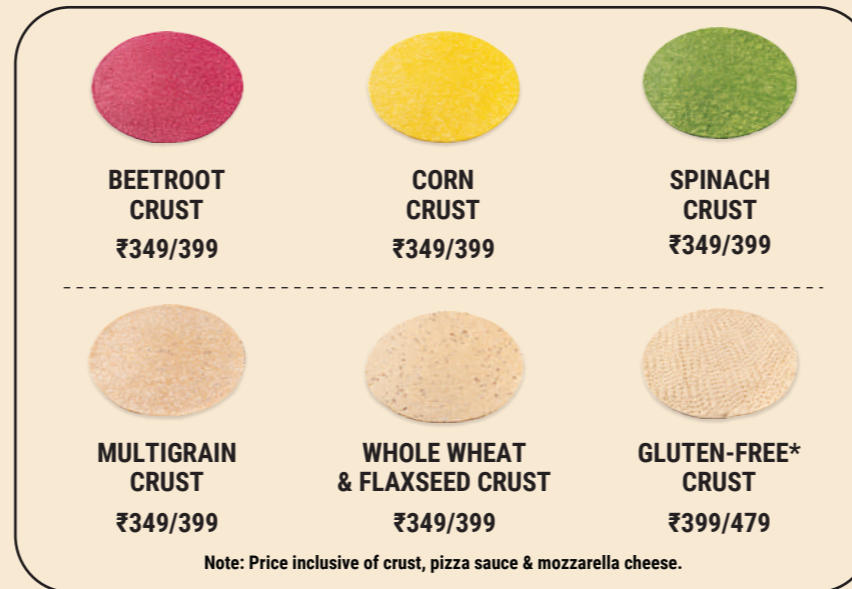 BEETROOT
CRUST
₹349/399
CORN
CRUST
₹349/399
SPINACH
CRUST
₹349/399
MULTIGRAIN
CRUST
₹349/399
WHOLE WHEAT
& FLAXSEED CRUST
₹349/399
GLUTEN-FREE*
CRUST
₹399/479
Note: Price inclusive of crust, pizza sauce & mozzarella cheese.